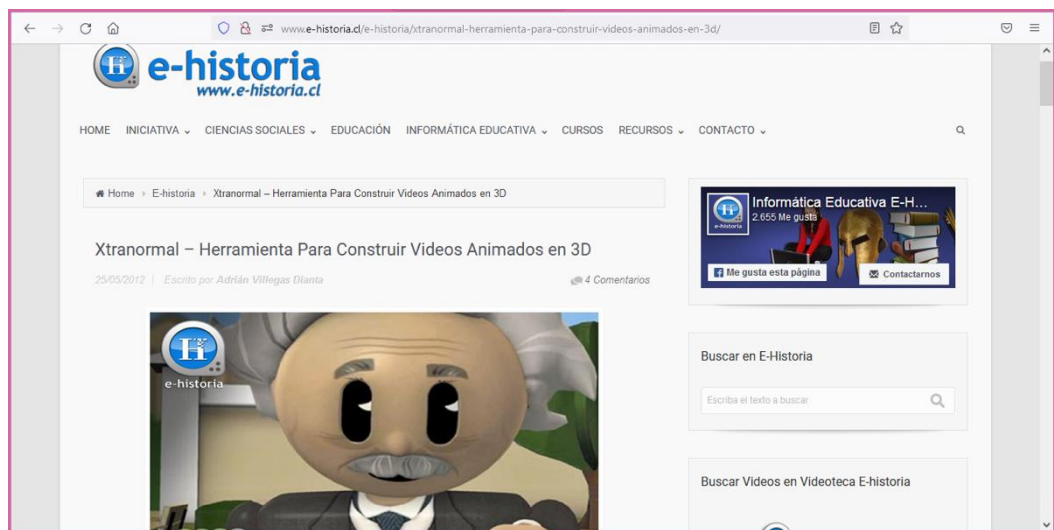 www.e-historia.cl/e-historia/xtranormal-herramienta-para-construir-videos-animados-en-3d/
e-historia
www.e-historia.cl
HOME INICIATIVA CIENCIAS SOCIALES EDUCACIÓN INFORMÁTICA EDUCATIVA CURSOS RECURSOS CONTACTO
Home E-historia Xtranormal – Herramienta Para Construir Videos Animados en 3D
Xtranormal – Herramienta Para Construir Videos Animados en 3D
25/05/2012 | Escrito por Adrián Villegas Dianta
4 Comentarios
H
e-historia
Informática Educativa E-H...
2.655 Me gusta
e-historia
Me gusta esta página
Contactarnos
Buscar en E-Historia
Escriba el texto a buscar
Buscar Videos en Videoteca E-historia